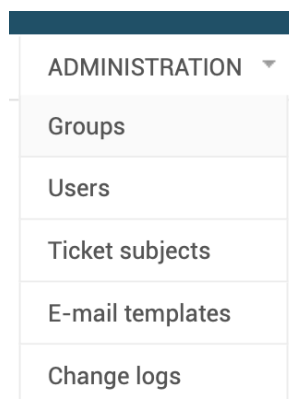 ADMINISTRATION
Groups
Users
Ticket subjects
E-mail templates
Change logs